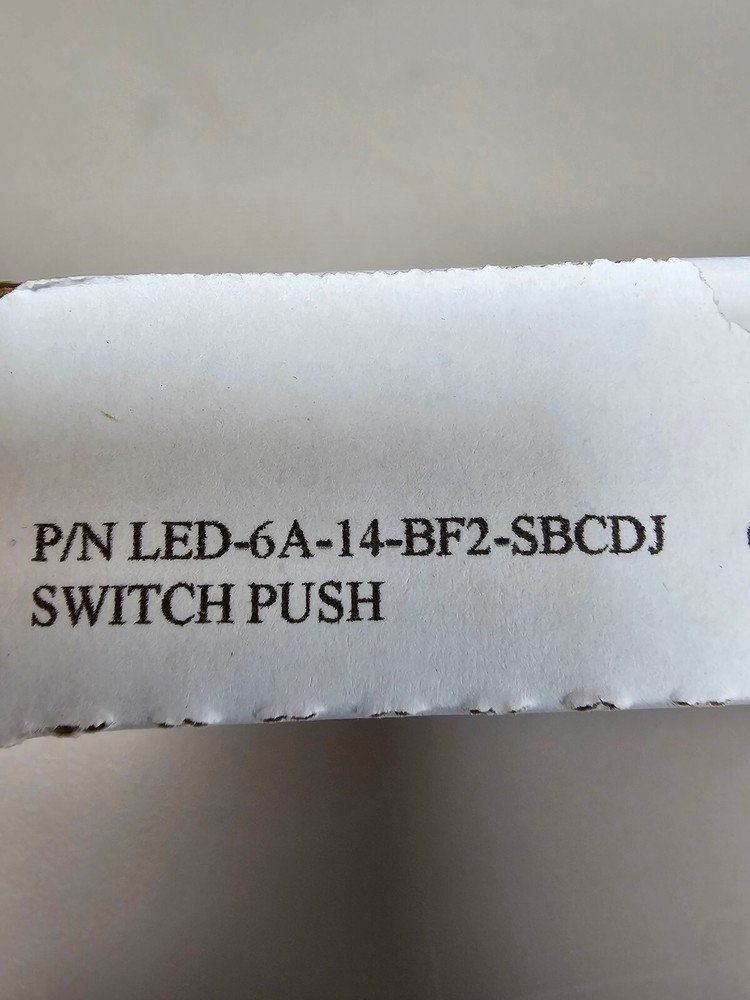 P/N LED-6A-14-BF2-SBCDJ
SWITCH PUSH